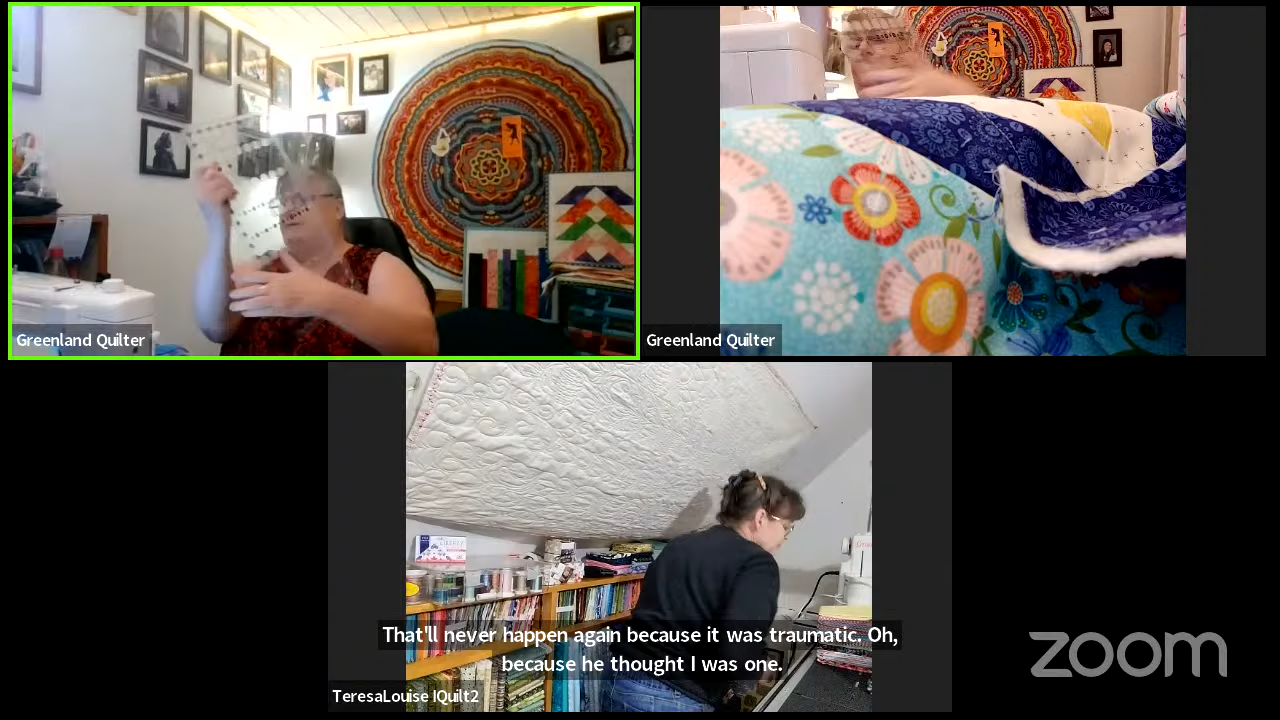 Greenland Quilter
Greenland Quilter
That'll never happen again because it was traumatic. Oh,
because he thought I was one.
TeresaLouise IQuilt2
zoom